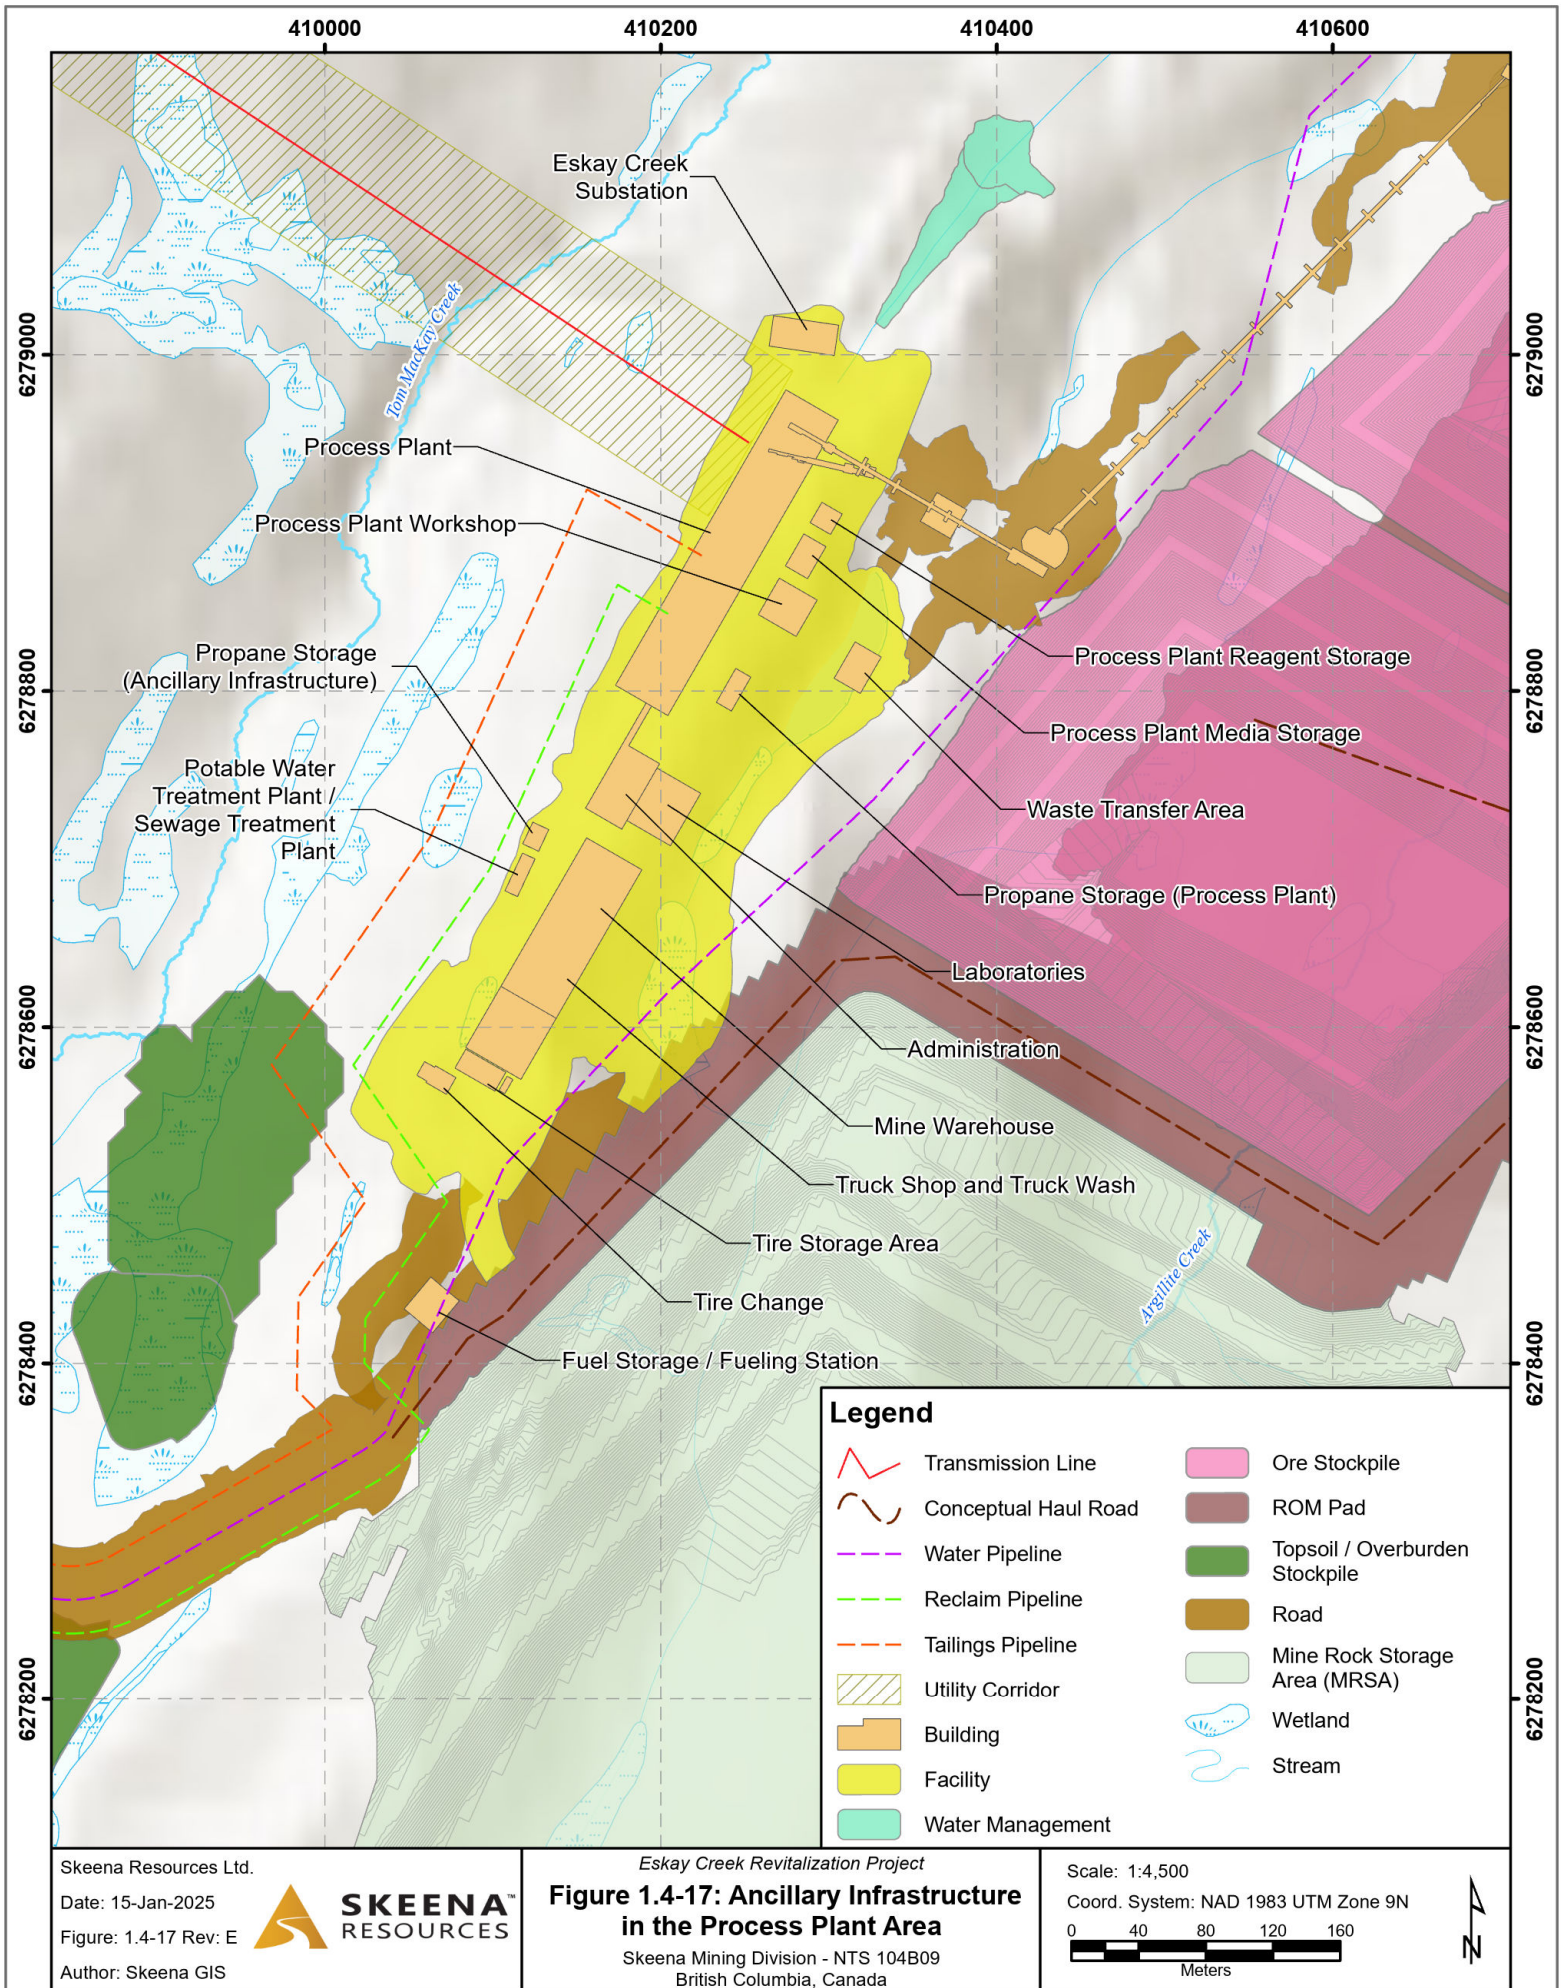 410000
410200
410400
410600
6279000
6278800
6278600
6278400
6278200
6279000
6278800
6278600
6278400
6278200
Eskay Creek
Substation
Tom MacKay Creek
Process Plant
Process Plant Workshop
Propane Storage
(Ancillary Infrastructure)
Potable Water
Treatment Plant /
Sewage Treatment
Plant
Process Plant Reagent Storage
Process Plant Media Storage
Waste Transfer Area
Propane Storage (Process Plant)
Laboratories
Administration
Mine Warehouse
Truck Shop and Truck Wash
Tire Storage Area
Tire Change
Fuel Storage / Fueling Station
Argillite Creek
Legend
Transmission Line
Conceptual Haul Road
Water Pipeline
Reclaim Pipeline
Tailings Pipeline
Utility Corridor
Building
Facility
Water Management
Ore Stockpile
ROM Pad
Topsoil / Overburden
Stockpile
Road
Mine Rock Storage
Area (MRSA)
Wetland
Stream
Skeena Resources Ltd.
Date: 15-Jan-2025
Figure: 1.4-17 Rev: E
Author: Skeena GIS
SKEENA™
RESOURCES
Eskay Creek Revitalization Project
Figure 1.4-17: Ancillary Infrastructure
in the Process Plant Area
Skeena Mining Division - NTS 104B09
British Columbia, Canada
Scale: 1:4,500
Coord. System: NAD 1983 UTM Zone 9N
0 40 80 120 160
Meters
N